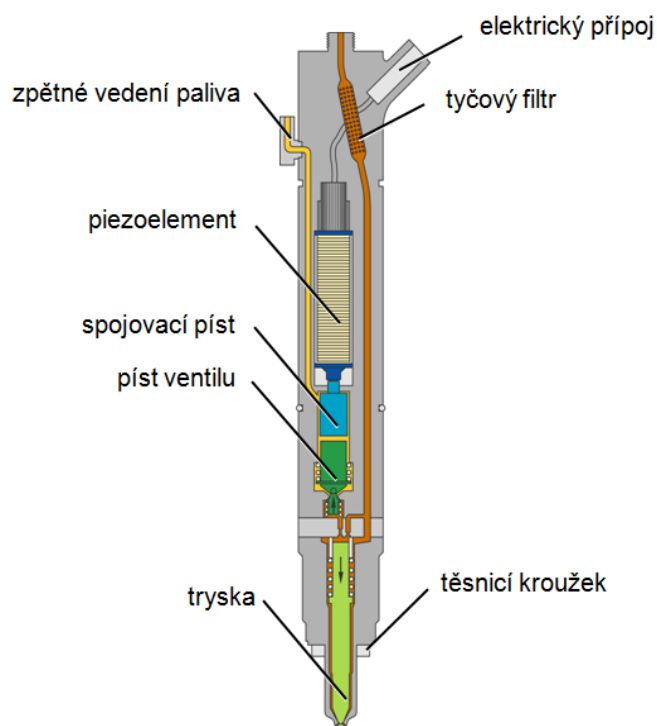 elektrický přípoj
zpětné vedení paliva
tyčový filtr
piezoelement
spojovací píst
píst ventilu
tryska
těsnicí kroužek